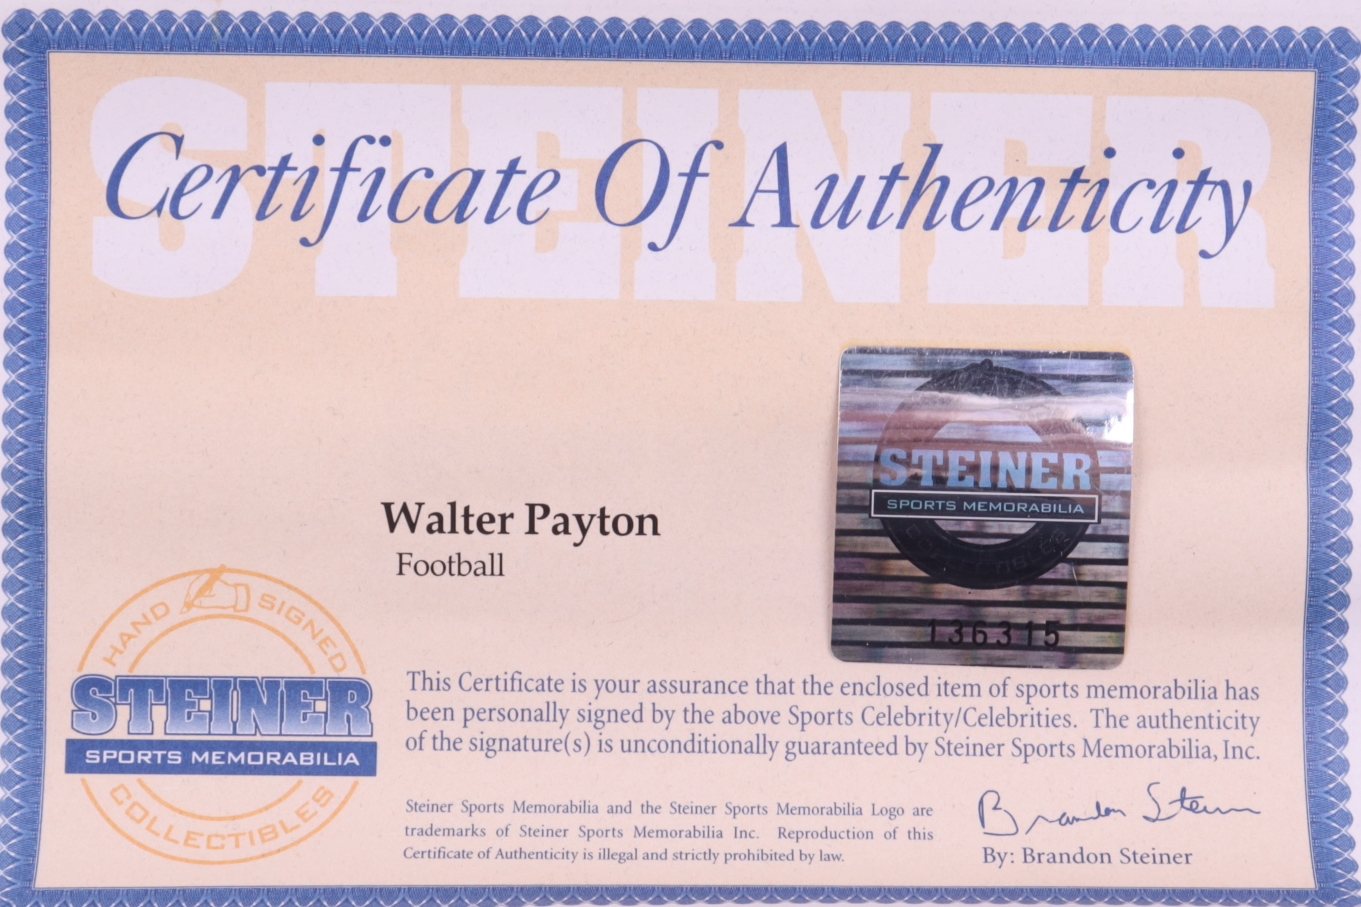 STEINER
Certificate Of Authenticity
STEINER
SPORTS MEMORABILIA
136315
Walter Payton
Football
HAND SIGNED
STEINER
SPORTS MEMORABILIA
COLLECTIBLES
This Certificate is your assurance that the enclosed item of sports memorabilia has
been personally signed by the above Sports Celebrity/Celebrities. The authenticity
of the signature(s) is unconditionally guaranteed by Steiner Sports Memorabilia, Inc.
Steiner Sports Memorabilia and the Steiner Sports Memorabilia Logo are
trademarks of Steiner Sports Memorabilia Inc. Reproduction of this
Certificate of Authenticity is illegal and strictly prohibited by law.
Brandon Steiner
By: Brandon Steiner